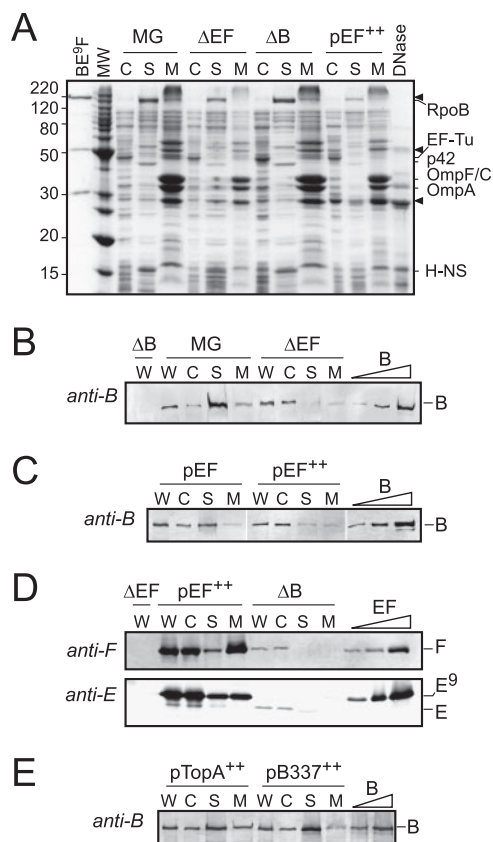 A
MG ΔEF ΔB pEF++
BE9F MW C S M C S M C S M C S M DNase
220
120
80
50
30
20
15
RpoB
EF-Tu
p42
OmpF/C
OmpA
H-NS
B
ΔB MG ΔEF B
W W C S M W C S M
anti-B B
C
pEF pEF++ B
W C S M W C S M
anti-B B
D
ΔEF pEF++ ΔB EF
W W C S M W C S M
anti-F F
anti-E E9
E
E
pTopA++ pB337++ B
W C S M W C S M
anti-B B